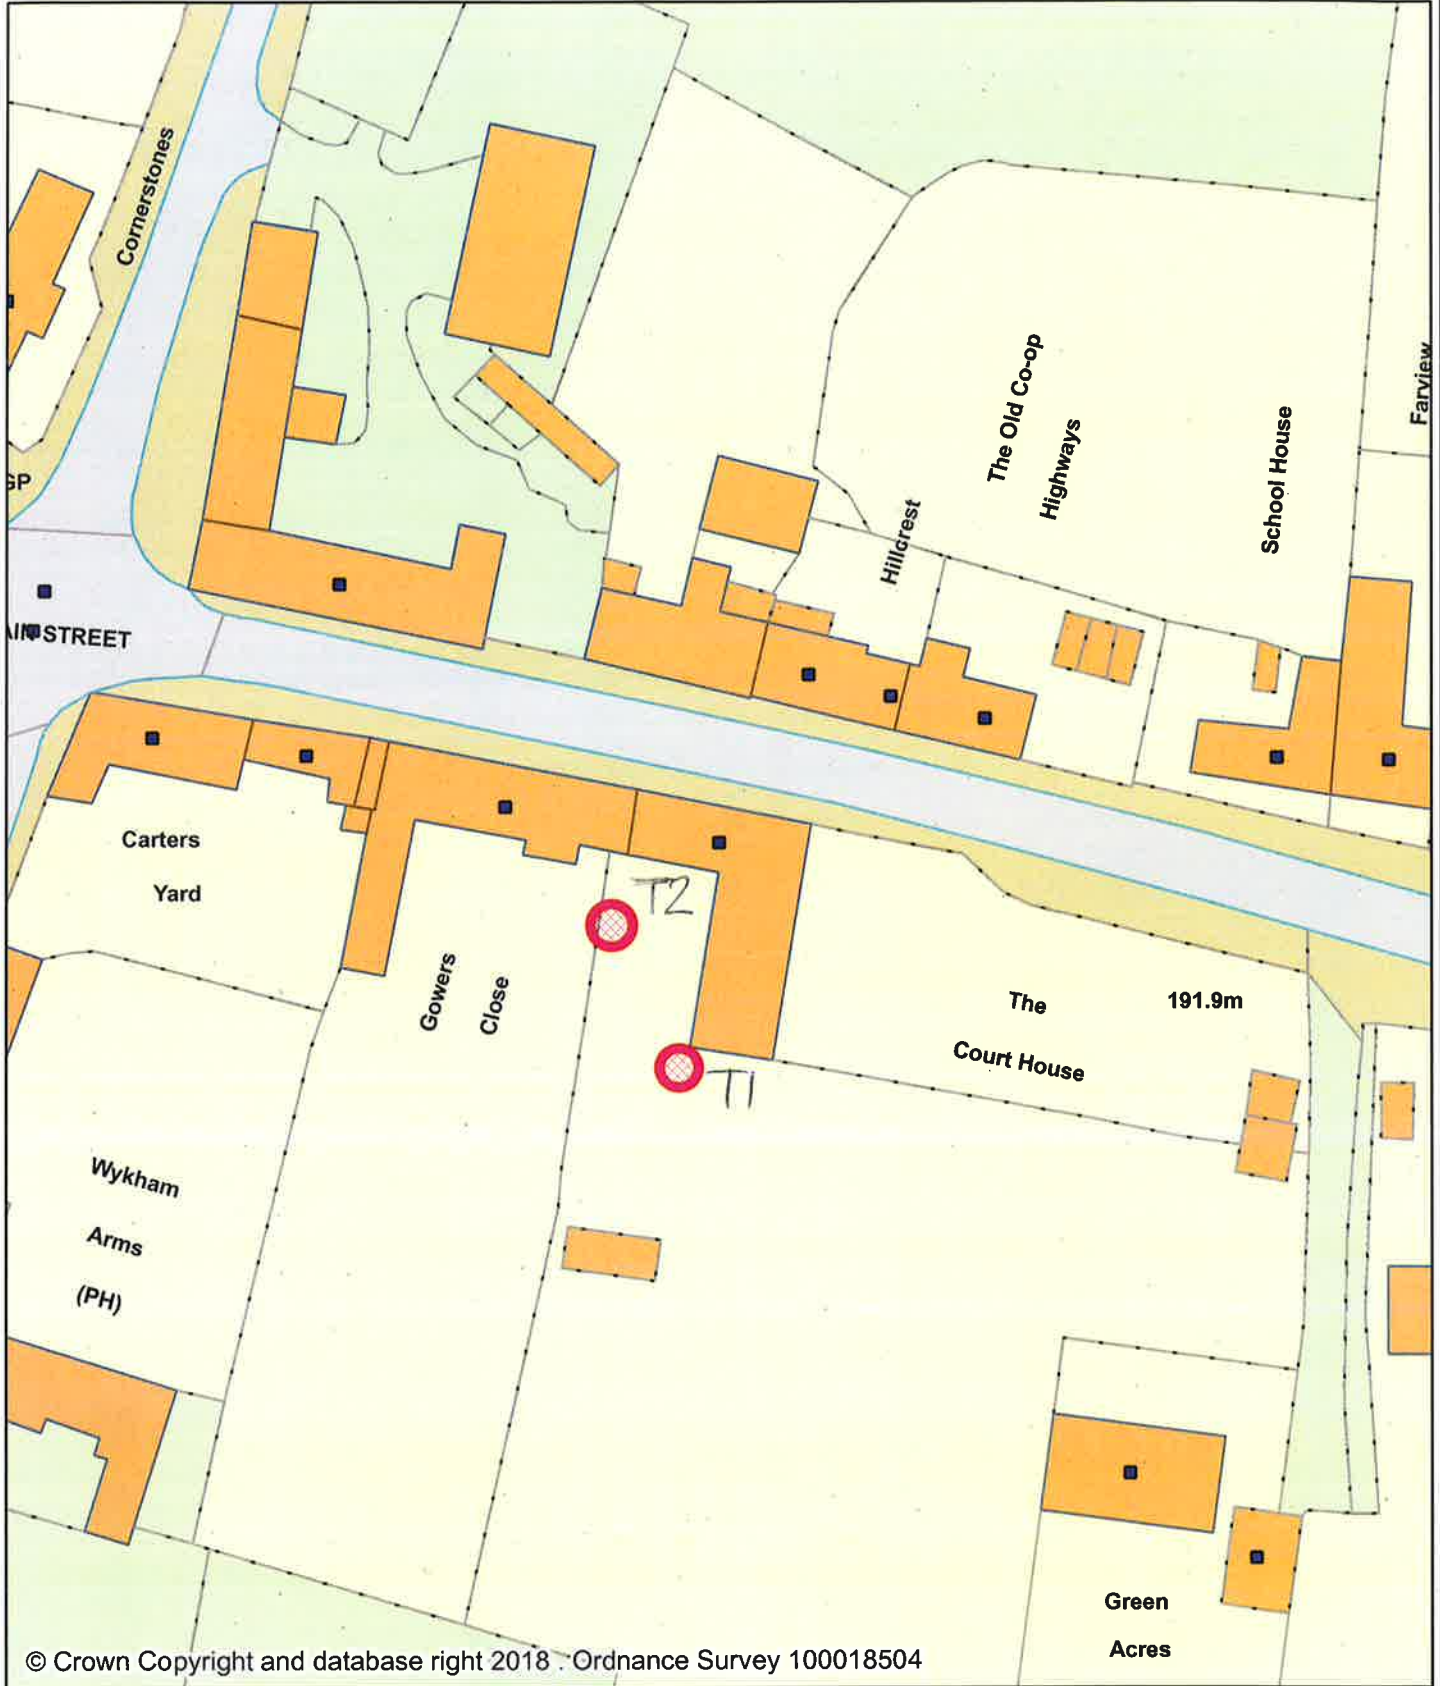 Cornerstones
The Old Co-op
Highways
School House
Farview
Hillcrest
GP
AIN STREET
Carters
Yard
T2
Gowers
Close
The
Court House
191.9m
T1
Wykham
Arms
(PH)
Green
Acres
© Crown Copyright and database right 2018 . Ordnance Survey 100018504